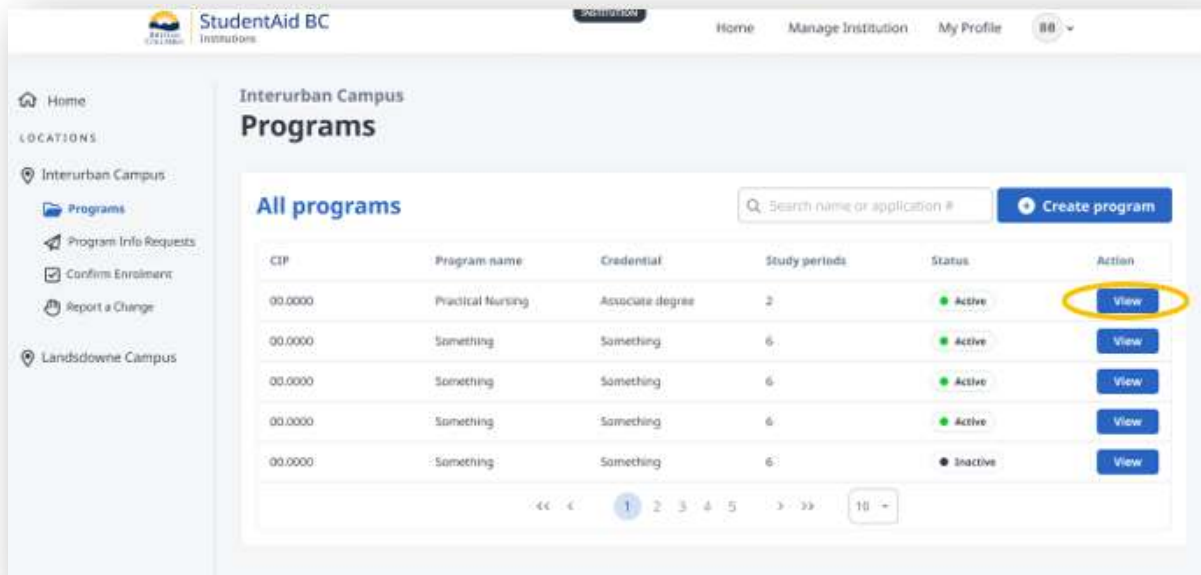 StudentAid BC
Institutions
BRITISH COLUMBIA
INSTITUTION
Home
Manage Institution
My Profile
Home
LOCATIONS
Interurban Campus
Programs
Program Info Requests
Confirm Enrolment
Report a Change
Landsdowne Campus
Interurban Campus
Programs
All programs
Search name or application #
Create program
CIP Program name Credential Study periods Status Action
00.0000 Practical Nursing Associate degree 2 Active View
00.0000 Something Something 6 Active View
00.0000 Something Something 6 Active View
00.0000 Something Something 6 Active View
00.0000 Something Something 6 Inactive View
<< < 1 2 3 4 5 > >> 10